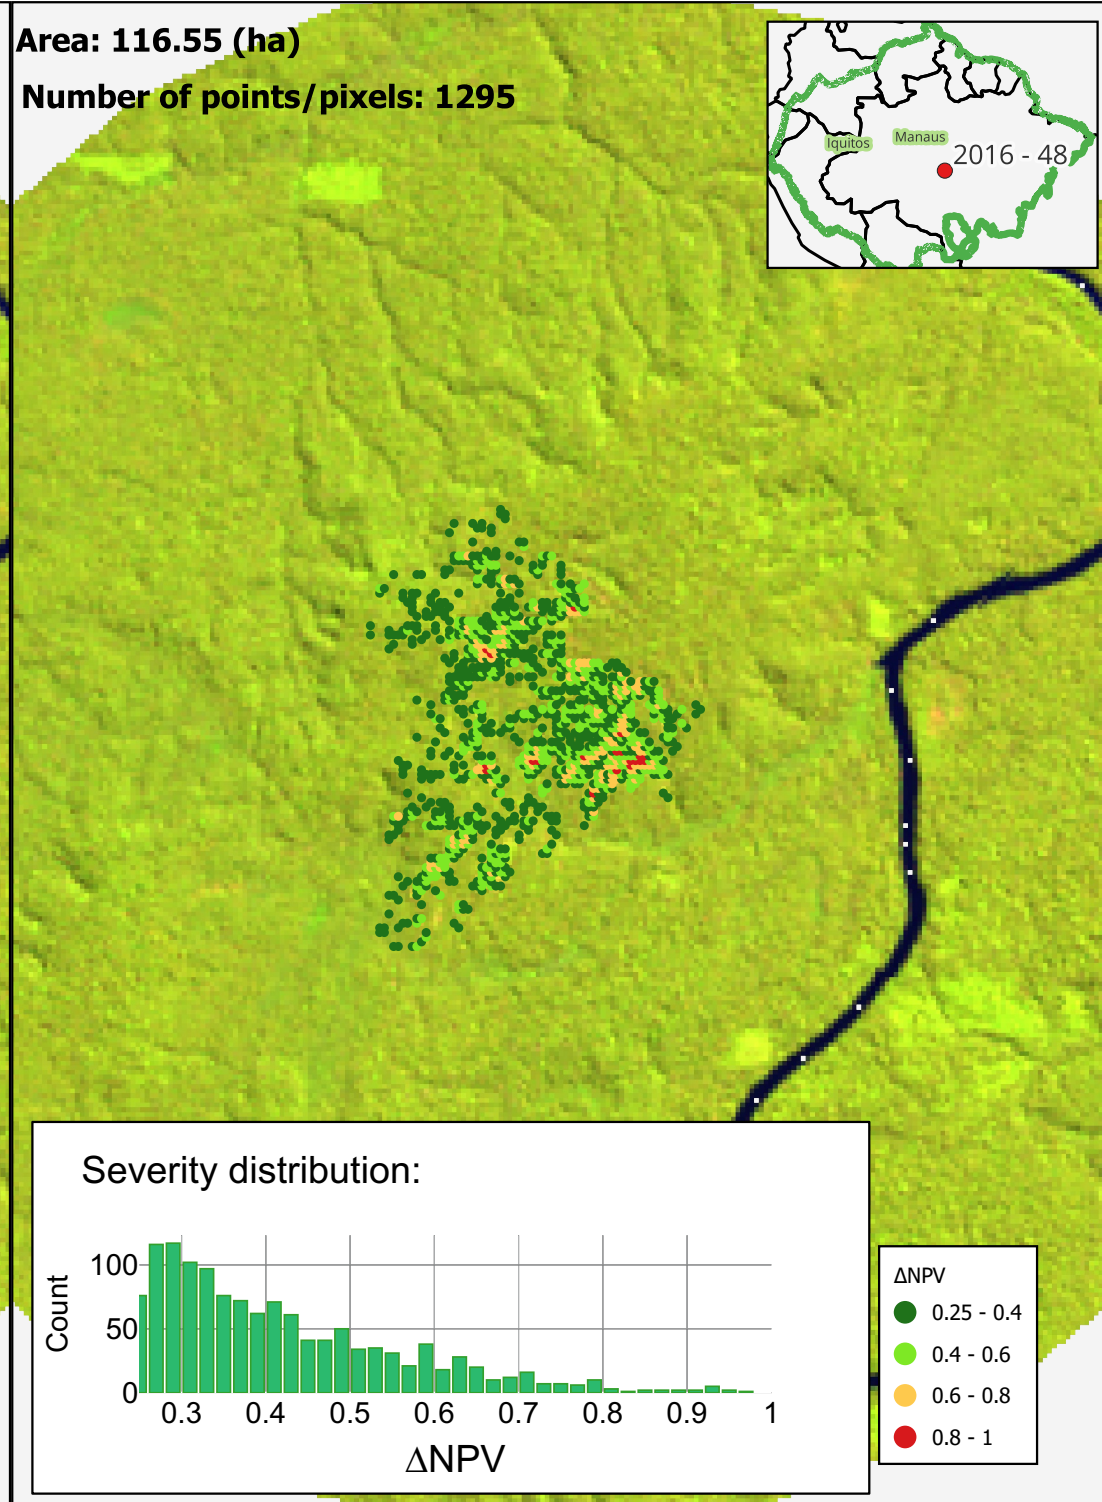 Area: 116.55 (ha)
Number of points/pixels: 1295
Iquitos
Manaus
2016 - 48
Severity distribution:
Count
100
50
0
0.3 0.4 0.5 0.6 0.7 0.8 0.9 1
ΔNPV
ΔNPV
0.25 - 0.4
0.4 - 0.6
0.6 - 0.8
0.8 - 1